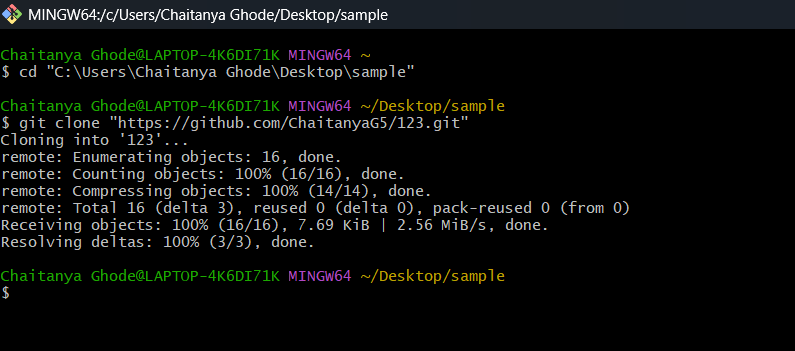 MINGW64:/c/Users/Chaitanya Ghode/Desktop/sample
Chaitanya Ghode@LAPTOP-4K6DI71K MINGW64 ~
$ cd "C:\Users\Chaitanya Ghode\Desktop\sample"
Chaitanya Ghode@LAPTOP-4K6DI71K MINGW64 ~/Desktop/sample
$ git clone "https://github.com/ChaitanyaG5/123.git"
Cloning into '123'...
remote: Enumerating objects: 16, done.
remote: Counting objects: 100% (16/16), done.
remote: Compressing objects: 100% (14/14), done.
remote: Total 16 (delta 3), reused 0 (delta 0), pack-reused 0 (from 0)
Receiving objects: 100% (16/16), 7.69 KiB | 2.56 MiB/s, done.
Resolving deltas: 100% (3/3), done.
Chaitanya Ghode@LAPTOP-4K6DI71K MINGW64 ~/Desktop/sample
$